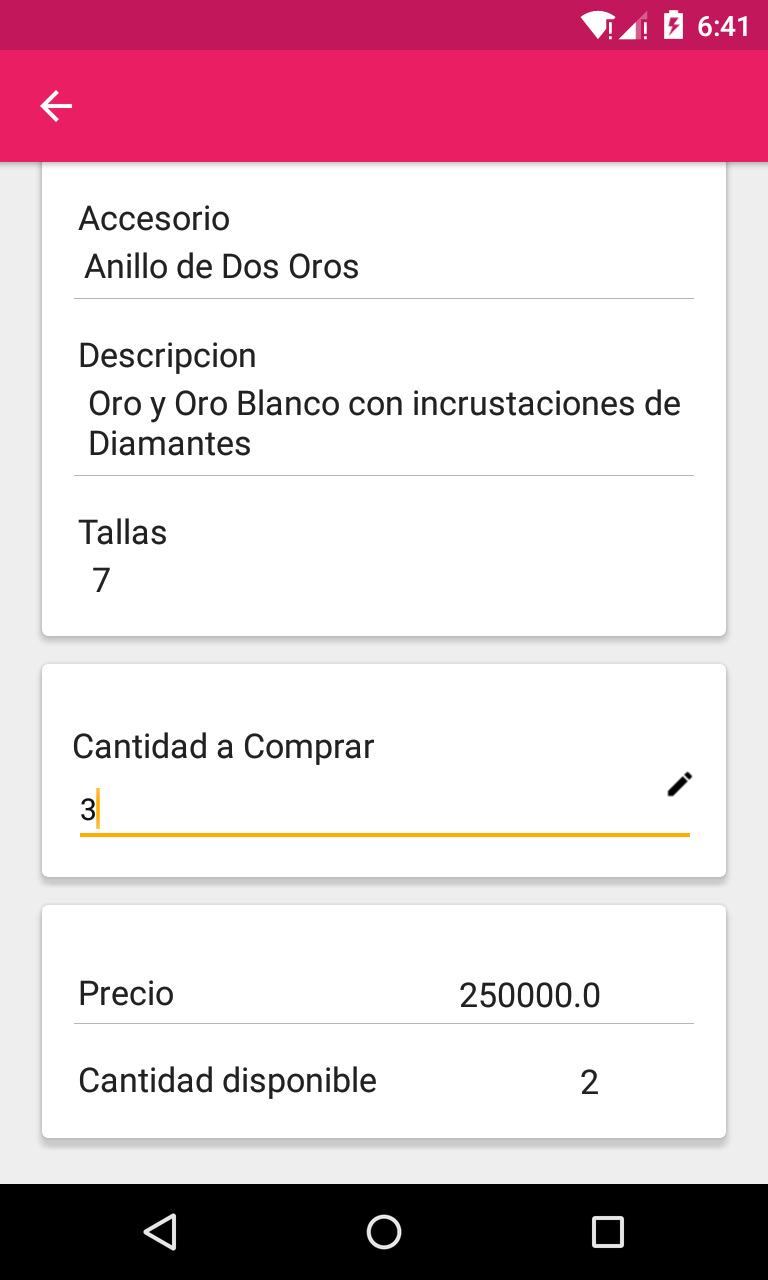 6:41
Accesorio
Anillo de Dos Oros
Descripcion
Oro y Oro Blanco con incrustaciones de
Diamantes
Tallas
7
Cantidad a Comprar
3
Precio 250000.0
Cantidad disponible 2